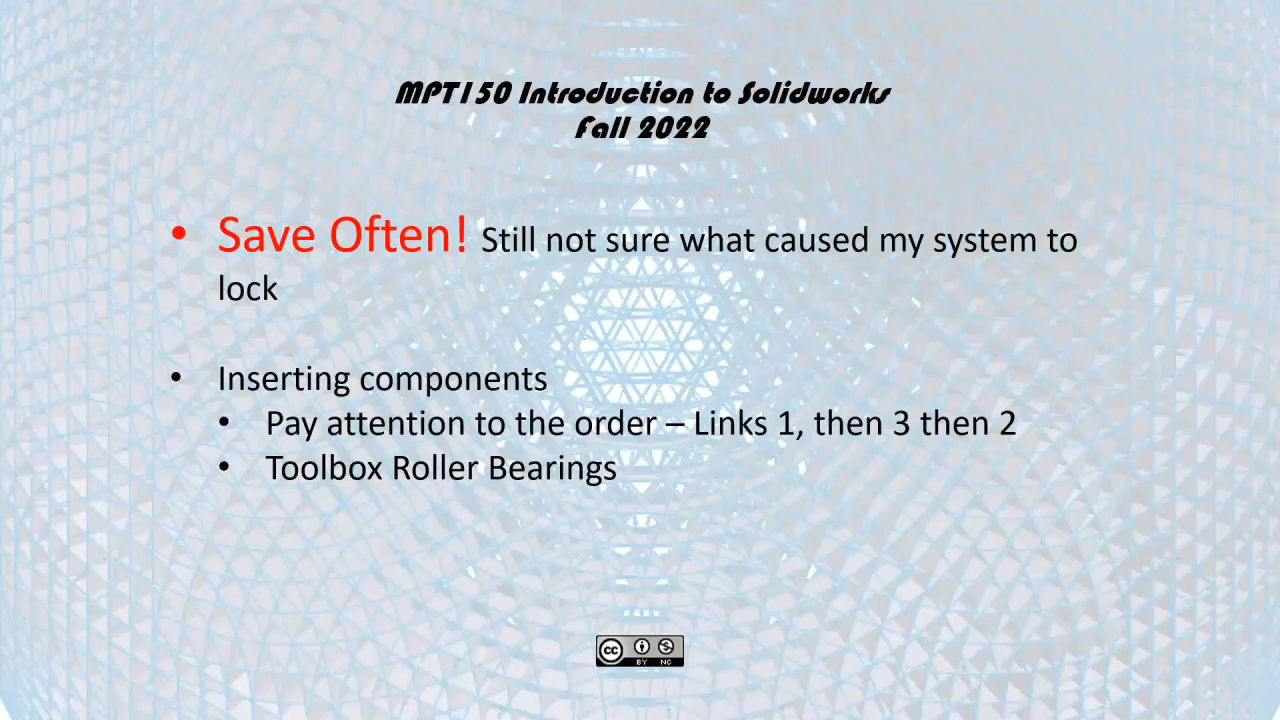 MPT150 Introduction to Solidworks
Fall 2022
• Save Often! Still not sure what caused my system to
lock
• Inserting components
• Pay attention to the order – Links 1, then 3 then 2
• Toolbox Roller Bearings
cc BY NC